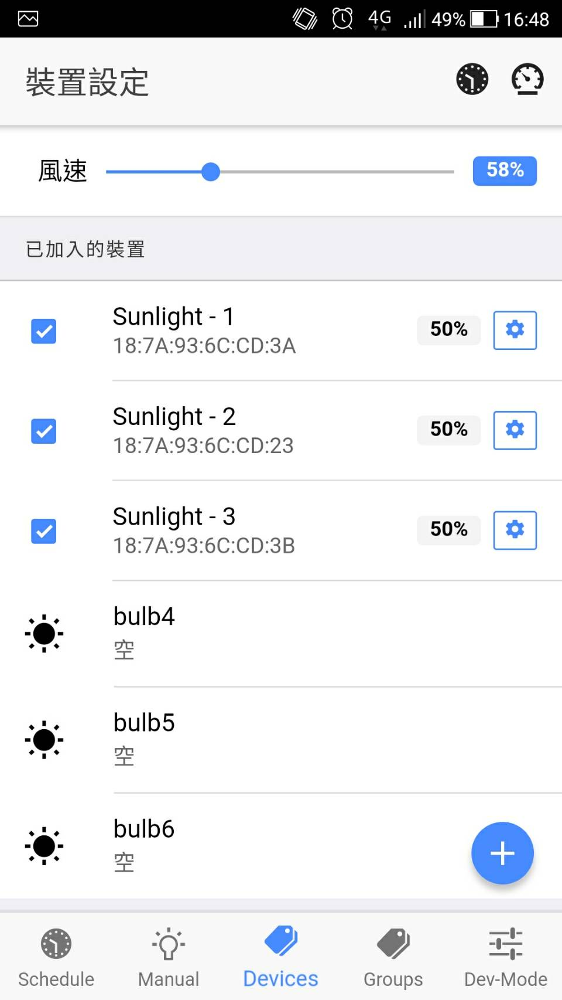 4G 49% 16:48
裝置設定
風速 58%
已加入的裝置
Sunlight - 1
18:7A:93:6C:CD:3A
50%
Sunlight - 2
18:7A:93:6C:CD:23
50%
Sunlight - 3
18:7A:93:6C:CD:3B
50%
bulb4
空
bulb5
空
bulb6
空
Schedule Manual Devices Groups Dev-Mode